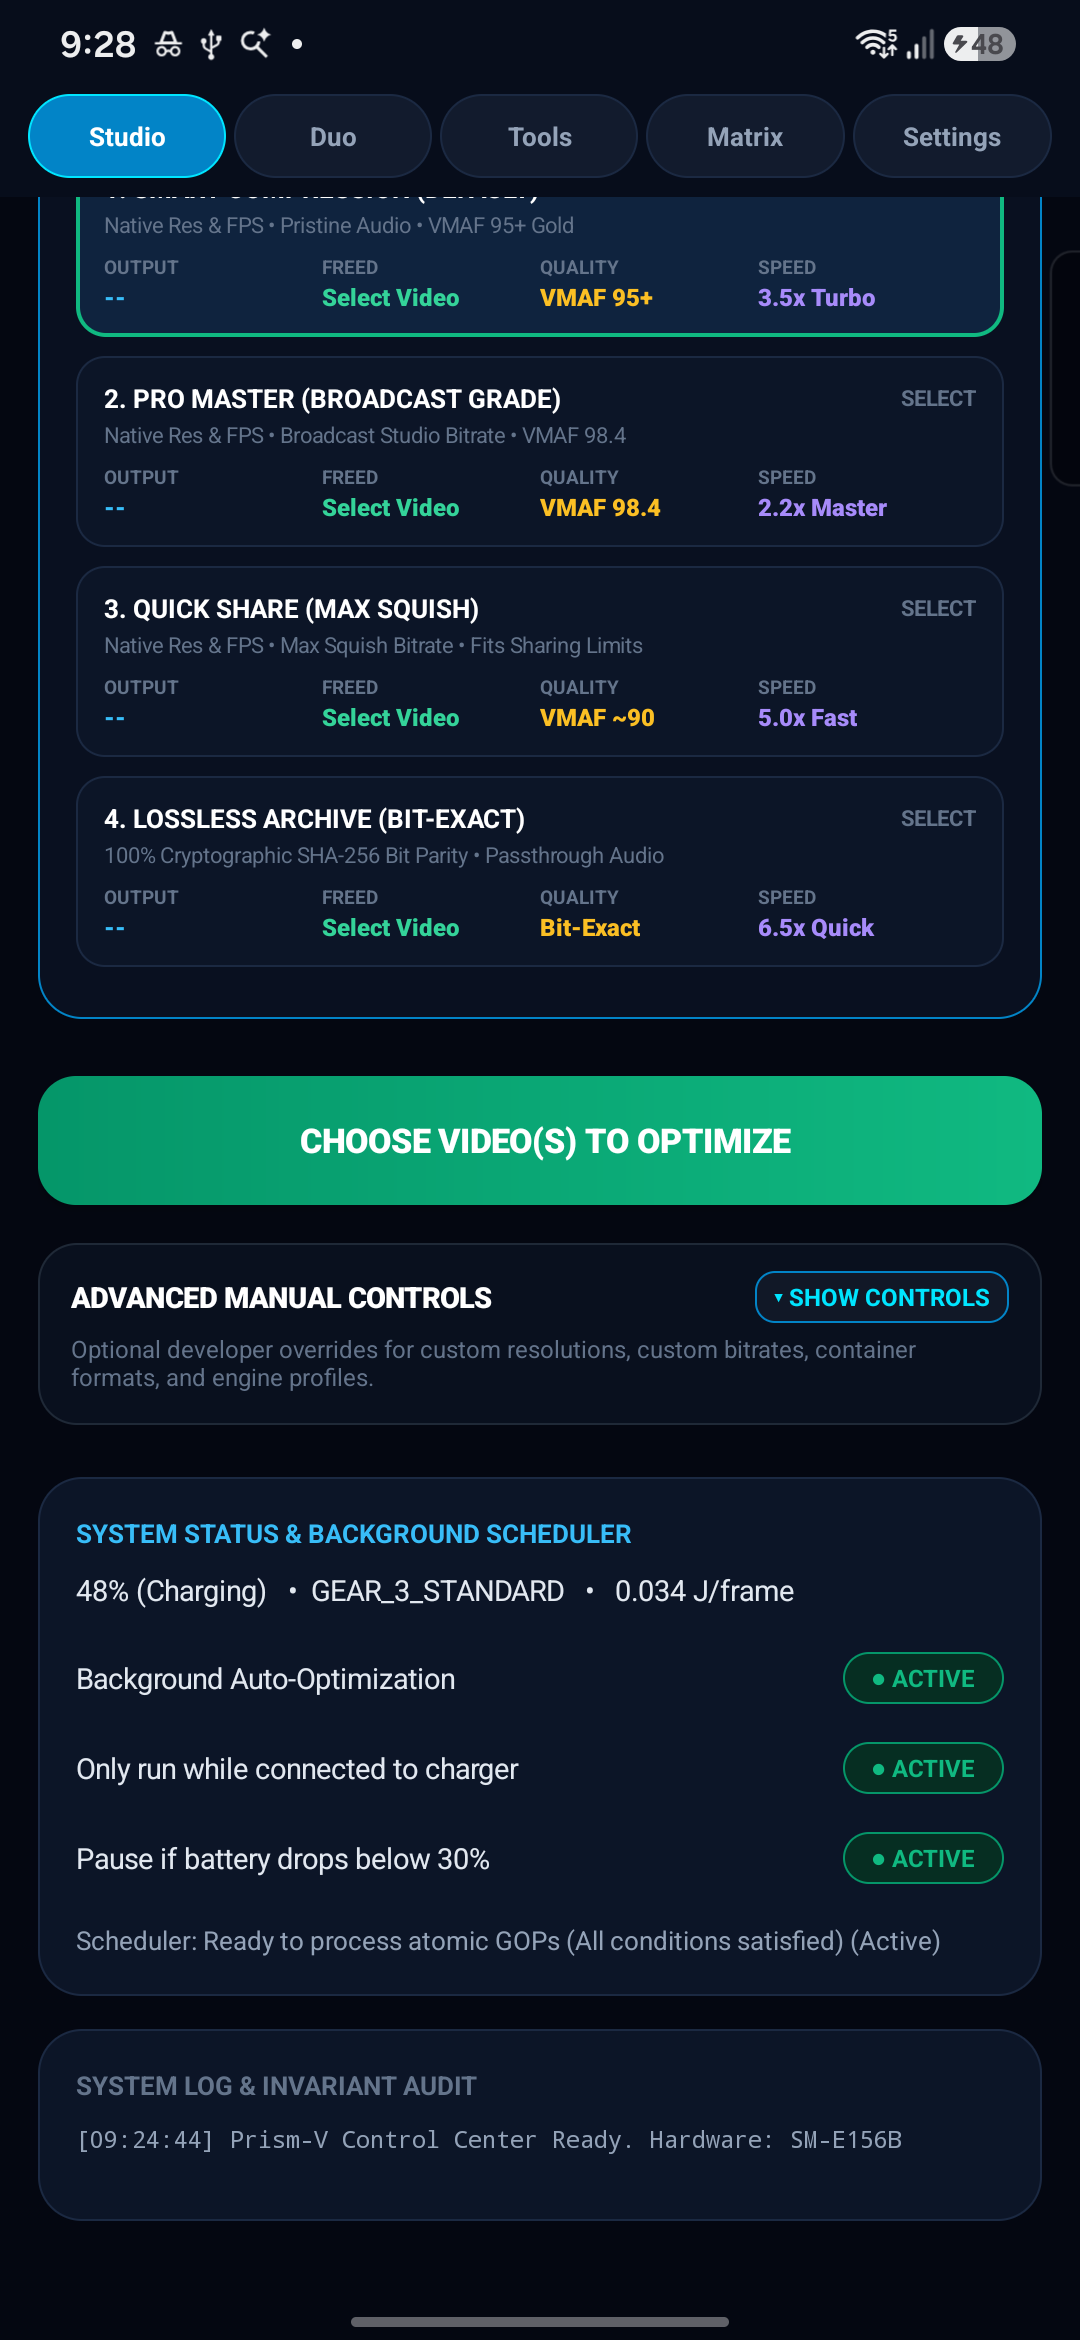 9:28
5
48
Studio
Duo
Tools
Matrix
Settings
1. SMART COMPRESSION (DEFAULT)
Native Res & FPS • Pristine Audio • VMAF 95+ Gold
OUTPUT FREED QUALITY SPEED
-- Select Video VMAF 95+ 3.5x Turbo
2. PRO MASTER (BROADCAST GRADE) SELECT
Native Res & FPS • Broadcast Studio Bitrate • VMAF 98.4
OUTPUT FREED QUALITY SPEED
-- Select Video VMAF 98.4 2.2x Master
3. QUICK SHARE (MAX SQUISH) SELECT
Native Res & FPS • Max Squish Bitrate • Fits Sharing Limits
OUTPUT FREED QUALITY SPEED
-- Select Video VMAF ~90 5.0x Fast
4. LOSSLESS ARCHIVE (BIT-EXACT) SELECT
100% Cryptographic SHA-256 Bit Parity • Passthrough Audio
OUTPUT FREED QUALITY SPEED
-- Select Video Bit-Exact 6.5x Quick
CHOOSE VIDEO(S) TO OPTIMIZE
ADVANCED MANUAL CONTROLS ▾ SHOW CONTROLS
Optional developer overrides for custom resolutions, custom bitrates, container
formats, and engine profiles.
SYSTEM STATUS & BACKGROUND SCHEDULER
48% (Charging) • GEAR_3_STANDARD • 0.034 J/frame
Background Auto-Optimization ● ACTIVE
Only run while connected to charger ● ACTIVE
Pause if battery drops below 30% ● ACTIVE
Scheduler: Ready to process atomic GOPs (All conditions satisfied) (Active)
SYSTEM LOG & INVARIANT AUDIT
[09:24:44] Prism-V Control Center Ready. Hardware: SM-E156B